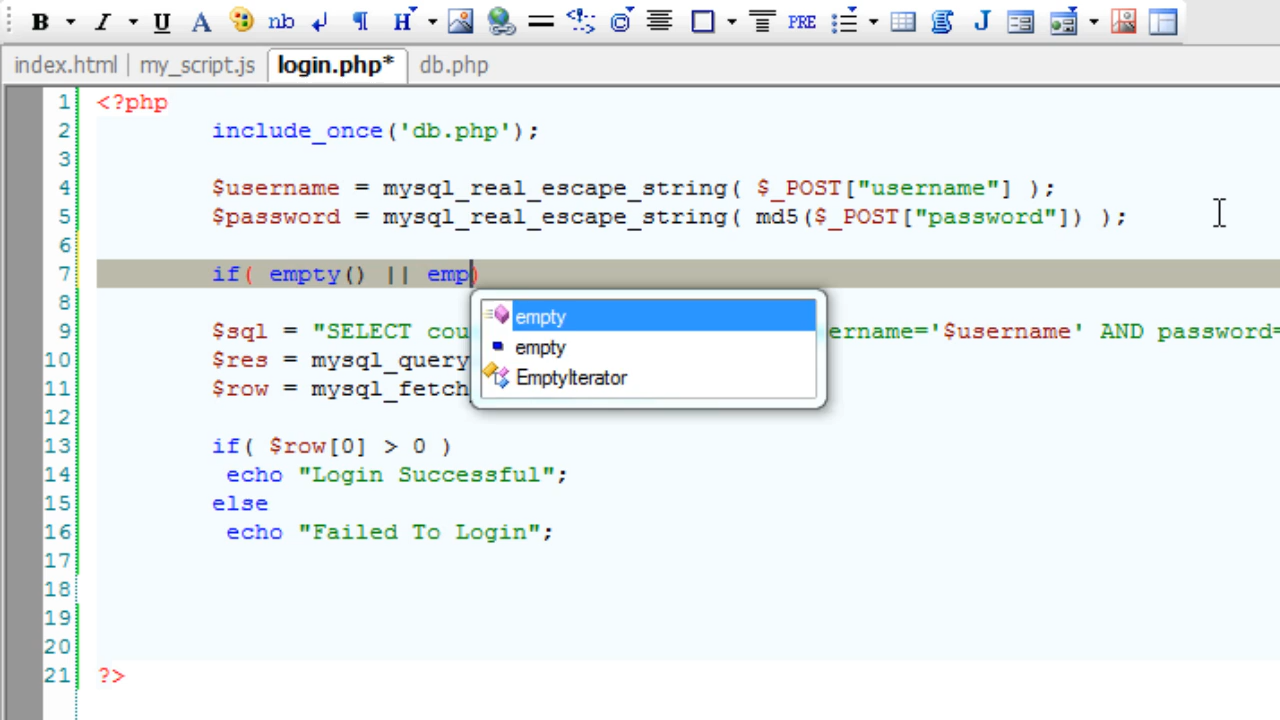 B I U A nb ¶ H © PRE J
index.html | my_script.js login.php* db.php
1 <?php
2 include_once('db.php');
3
4 $username = mysql_real_escape_string( $_POST["username"] );
5 $password = mysql_real_escape_string( md5($_POST["password"]) );
6
7 if( empty() || emp)
8
empty
9 $sql = "SELECT cou ername='$username' AND password=
empty
10 $res = mysql_query
EmptyIterator
11 $row = mysql_fetch
12
13 if( $row[0] > 0 )
14 echo "Login Successful";
15 else
16 echo "Failed To Login";
17
18
19
20
21 ?>